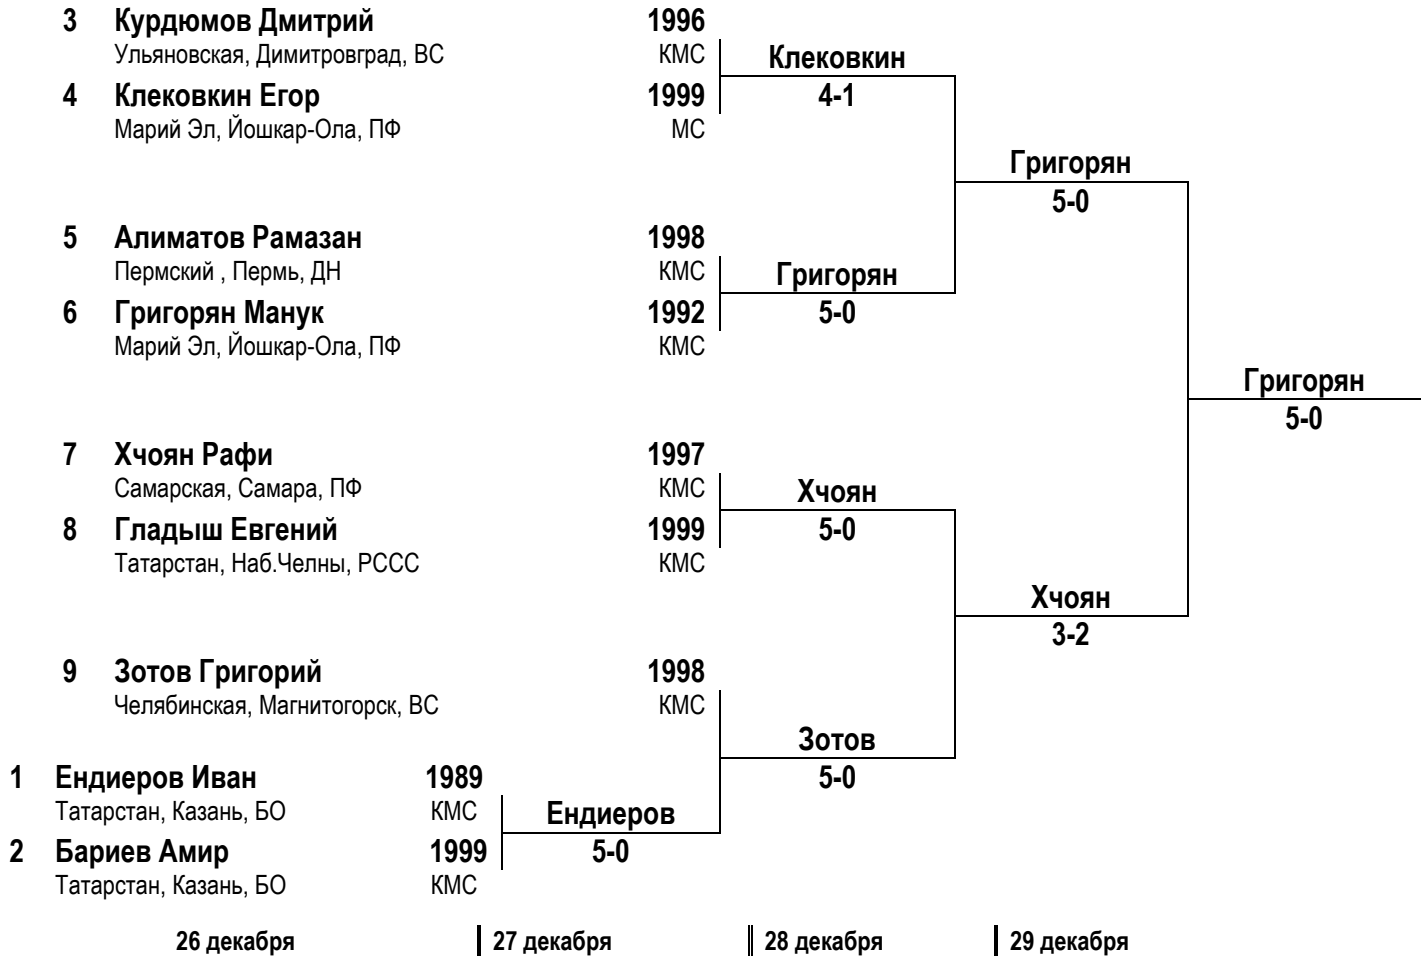 3 Курдюмов Дмитрий 1996
Ульяновская, Димитровград, ВС КМС
Клековкин
4 Клековкин Егор 1999
4-1
Марий Эл, Йошкар-Ола, ПФ МС
Григорян
5-0
5 Алиматов Рамазан 1998
Пермский , Пермь, ДН КМС
Григорян
6 Григорян Манук 1992
5-0
Марий Эл, Йошкар-Ола, ПФ КМС
Григорян
5-0
7 Хчоян Рафи 1997
Самарская, Самара, ПФ КМС
Хчоян
8 Гладыш Евгений 1999
5-0
Татарстан, Наб.Челны, РССС КМС
Хчоян
3-2
9 Зотов Григорий 1998
Челябинская, Магнитогорск, ВС КМС
Зотов
5-0
1 Ендиеров Иван 1989
Татарстан, Казань, БО КМС
Ендиеров
2 Бариев Амир 1999
5-0
Татарстан, Казань, БО КМС
26 декабря 27 декабря 28 декабря 29 декабря